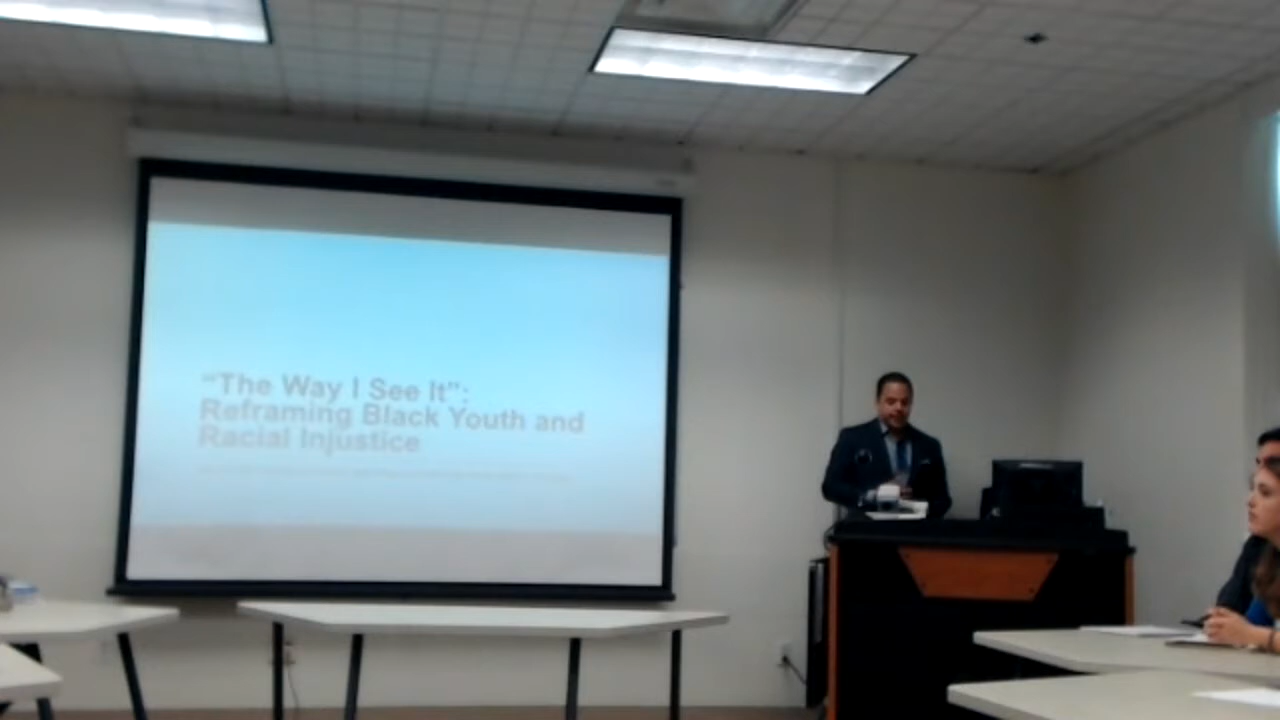 “The Way I See It”:
Reframing Black Youth and
Racial Injustice